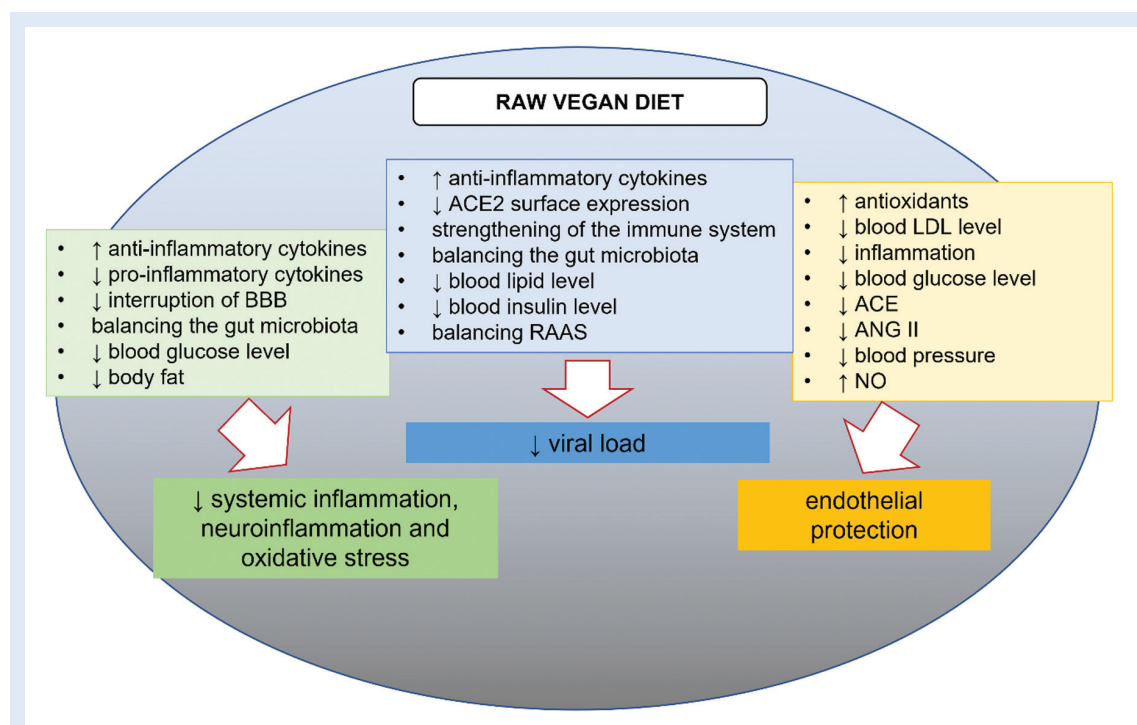 RAW VEGAN DIET
• ↑ anti-inflammatory cytokines
• ↓ pro-inflammatory cytokines
• ↓ interruption of BBB
• balancing the gut microbiota
• ↓ blood glucose level
• ↓ body fat
• ↑ anti-inflammatory cytokines
• ↓ ACE2 surface expression
• strengthening of the immune system
• balancing the gut microbiota
• ↓ blood lipid level
• ↓ blood insulin level
• balancing RAAS
• ↑ antioxidants
• ↓ blood LDL level
• ↓ inflammation
• ↓ blood glucose level
• ↓ ACE
• ↓ ANG II
• ↓ blood pressure
• ↑ NO
↓ systemic inflammation,
neuroinflammation and
oxidative stress
↓ viral load
endothelial
protection